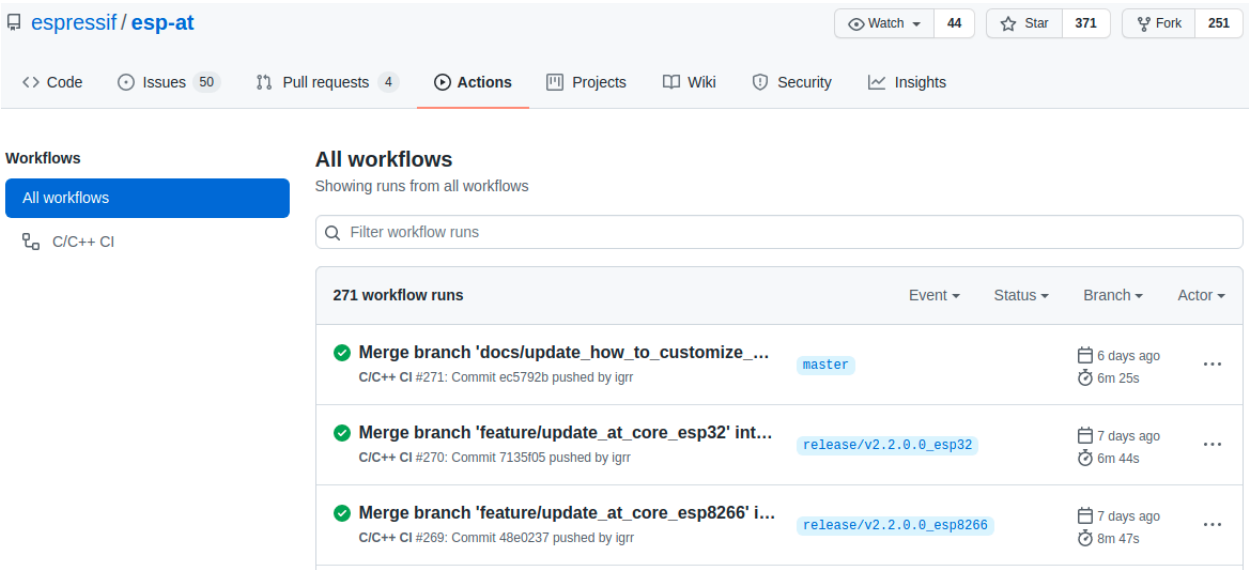 espressif / esp-at
Watch 44 Star 371 Fork 251
Code Issues 50 Pull requests 4 Actions Projects Wiki Security Insights
Workflows
All workflows
C/C++ CI
All workflows
Showing runs from all workflows
Filter workflow runs
271 workflow runs Event Status Branch Actor
Merge branch 'docs/update_how_to_customize_... master 6 days ago
C/C++ CI #271: Commit ec5792b pushed by igrr 6m 25s
Merge branch 'feature/update_at_core_esp32' int... release/v2.2.0.0_esp32 7 days ago
C/C++ CI #270: Commit 7135f05 pushed by igrr 6m 44s
Merge branch 'feature/update_at_core_esp8266' i... release/v2.2.0.0_esp8266 7 days ago
C/C++ CI #269: Commit 48e0237 pushed by igrr 8m 47s